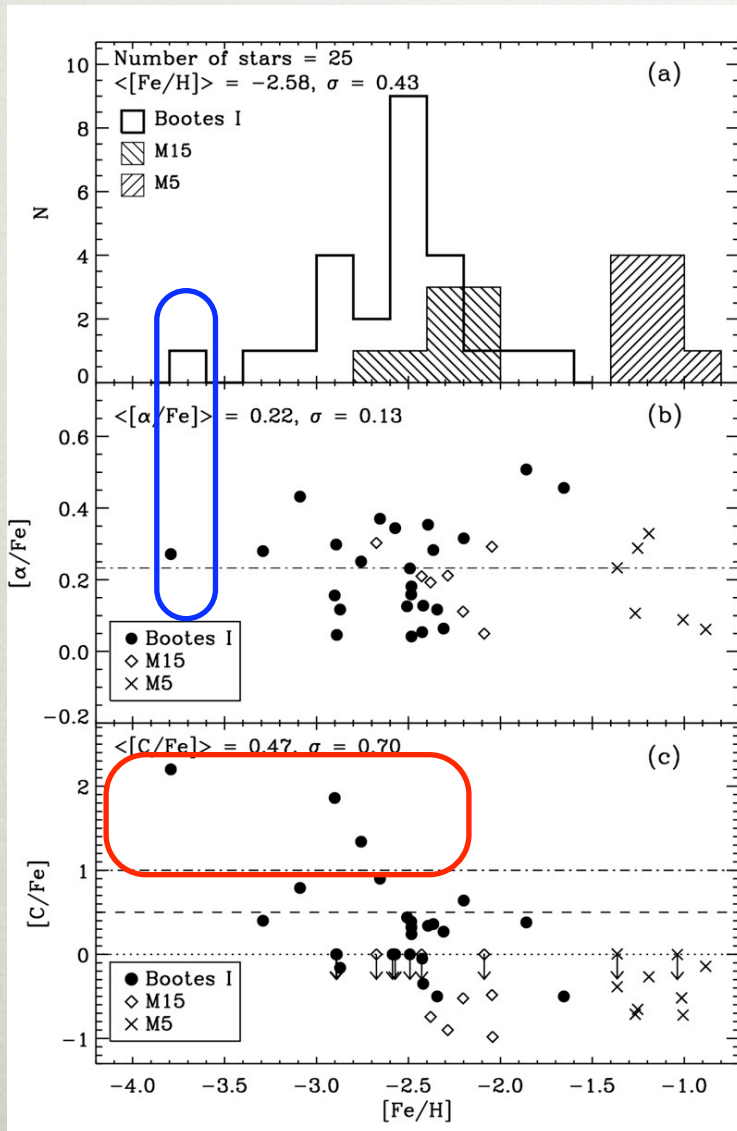 Number of stars = 25
<[Fe/H]> = -2.58, σ = 0.43
(a)
Bootes I
M15
M5
10
8
6
4
2
0
N
<[α/Fe]> = 0.22, σ = 0.13
(b)
0.6
0.4
0.2
0.0
-0.2
[α/Fe]
Bootes I
M15
M5
<[C/Fe]> = 0.47, σ = 0.70
(c)
2
1
0
-1
[C/Fe]
Bootes I
M15
M5
-4.0 -3.5 -3.0 -2.5 -2.0 -1.5 -1.0
[Fe/H]